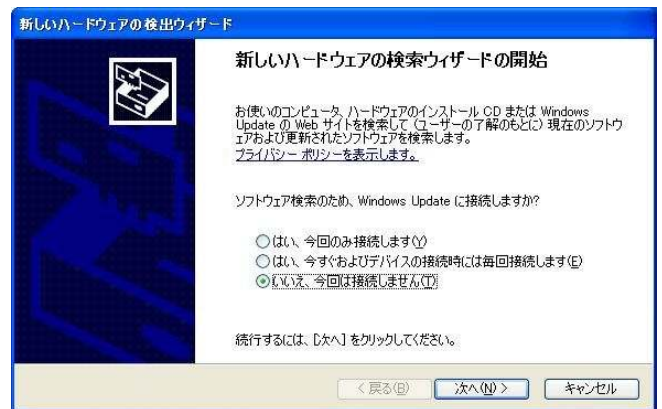 新しいハードウェアの検出ウィザード
新しいハードウェアの検索ウィザードの開始
お使いのコンピュータ、ハードウェアのインストール CD または Windows
Update の Web サイトを検索して (ユーザーの了解のもとに) 現在のソフトウ
ェアおよび更新されたソフトウェアを検索します。
プライバシー ポリシーを表示します。
ソフトウェア検索のため、Windows Update に接続しますか?
はい、今回のみ接続します(Y)
はい、今すぐおよびデバイスの接続時には毎回接続します(E)
いいえ、今回は接続しません(T)
続行するには、[次へ] をクリックしてください。
< 戻る(B)　次へ(N) >　キャンセル